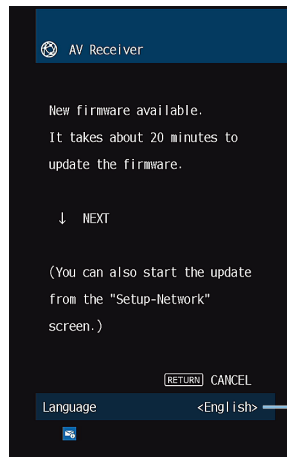 AV Receiver
New firmware available.
It takes about 20 minutes to
update the firmware.
↓ NEXT
(You can also start the update
from the "Setup-Network"
screen.)
RETURN CANCEL
Language <English>